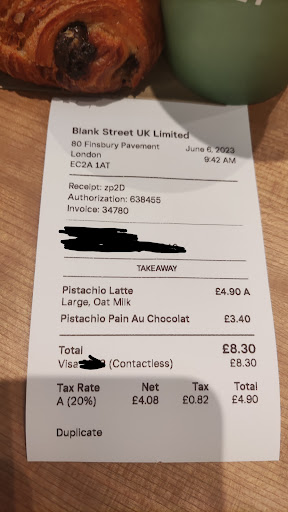 Blank Street UK Limited
80 Finsbury Pavement June 6, 2023
London 9:42 AM
EC2A 1AT
Receipt: zp2D
Authorization: 638455
Invoice: 34780
TAKEAWAY
Pistachio Latte £4.90 A
Large, Oat Milk
Pistachio Pain Au Chocolat £3.40
Total £8.30
Visa (Contactless) £8.30
Tax Rate Net Tax Total
A (20%) £4.08 £0.82 £4.90
Duplicate